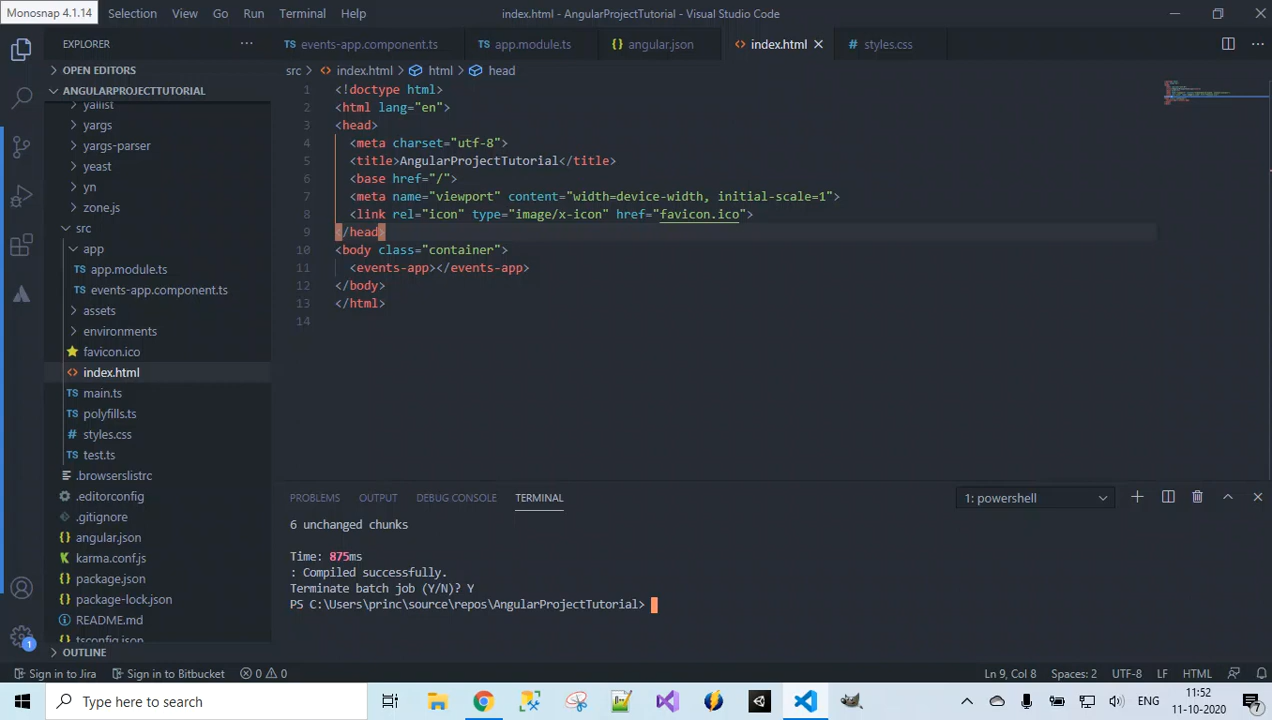 Monosnap 4.1.14
Selection View Go Run Terminal Help
index.html - AngularProjectTutorial - Visual Studio Code
EXPLORER
OPEN EDITORS
ANGULARPROJECTTUTORIAL
yallist
yargs
yargs-parser
yeast
yn
zone.js
src
app
app.module.ts
events-app.component.ts
assets
environments
favicon.ico
index.html
main.ts
polyfills.ts
styles.css
test.ts
.browserslistrc
.editorconfig
.gitignore
angular.json
karma.conf.js
package.json
package-lock.json
README.md
tsconfig.json
OUTLINE
events-app.component.ts app.module.ts angular.json index.html styles.css
src > index.html > html > head
1 <!doctype html>
2 <html lang="en">
3 <head>
4 <meta charset="utf-8">
5 <title>AngularProjectTutorial</title>
6 <base href="/">
7 <meta name="viewport" content="width=device-width, initial-scale=1">
8 <link rel="icon" type="image/x-icon" href="favicon.ico">
9 </head>
10 <body class="container">
11 <events-app></events-app>
12 </body>
13 </html>
14
PROBLEMS OUTPUT DEBUG CONSOLE TERMINAL 1: powershell
6 unchanged chunks
Time: 875ms
: Compiled successfully.
Terminate batch job (Y/N)? Y
PS C:\Users\princ\source\repos\AngularProjectTutorial>
Sign in to Jira Sign in to Bitbucket 0 0 Ln 9, Col 8 Spaces: 2 UTF-8 LF HTML
Type here to search
ENG
11:52
11-10-2020